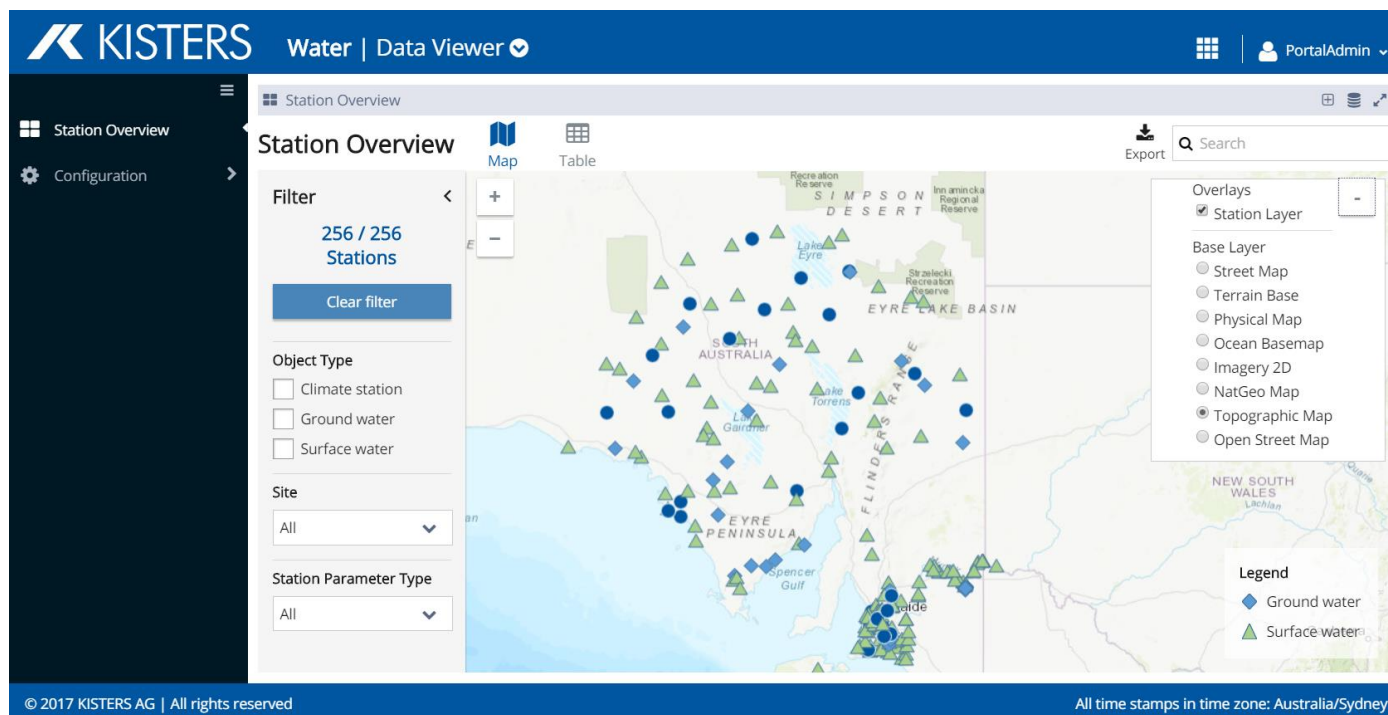 KISTERS
Water | Data Viewer
PortalAdmin
Station Overview
Configuration
Station Overview
Station Overview
Map
Table
Export
Search
Filter
256 / 256
Stations
Clear filter
Object Type
Climate station
Ground water
Surface water
Site
All
Station Parameter Type
All
+
−
Recreation
Reserve
SIMPSON
DESERT
Innamincka
Regional
Reserve
Lake
Eyre
Strzelecki
Recreation
Reserve
EYRE LAKE BASIN
SOUTH
AUSTRALIA
Lake
Torrens
FLINDERS RANGE
Gairdner
EYRE
PENINSULA
Spencer
Gulf
NEW SOUTH
WALES
Lachlan
Overlays
-
Station Layer
Base Layer
Street Map
Terrain Base
Physical Map
Ocean Basemap
Imagery 2D
NatGeo Map
Topographic Map
Open Street Map
Legend
Ground water
Surface water
© 2017 KISTERS AG | All rights reserved
All time stamps in time zone: Australia/Sydney